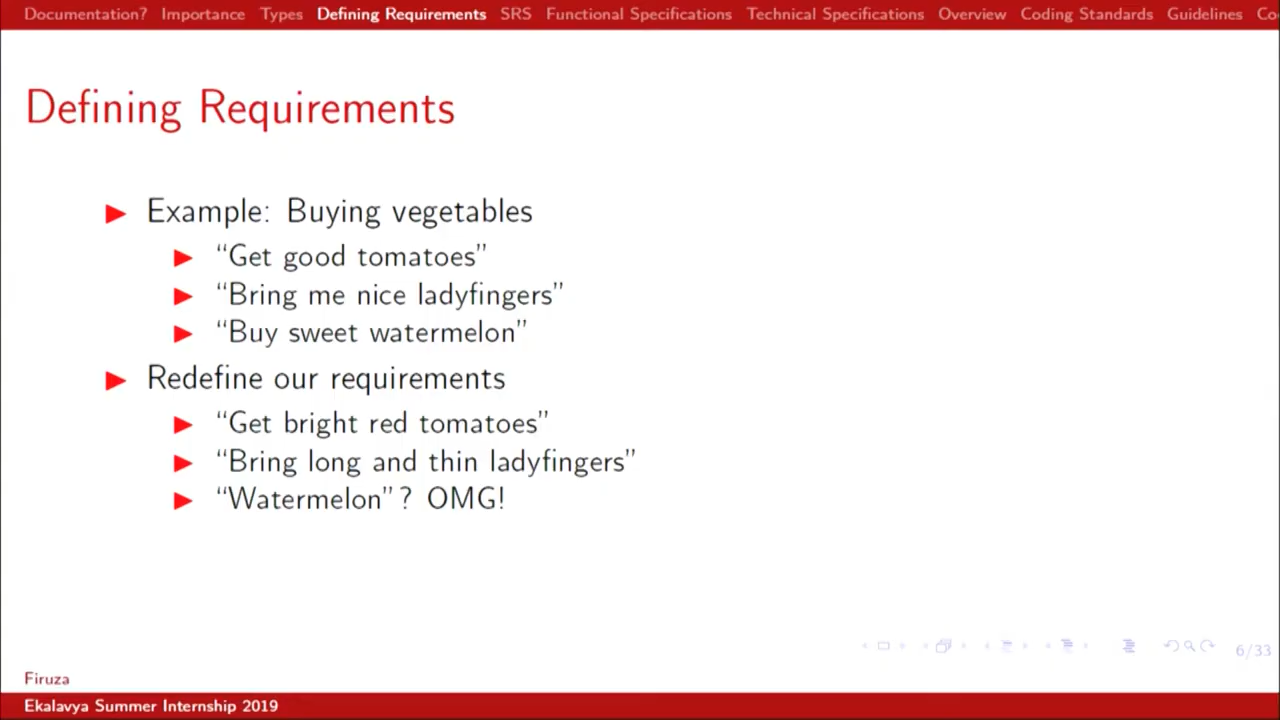 Documentation? Importance Types Defining Requirements SRS Functional Specifications Technical Specifications Overview Coding Standards Guidelines Co
Defining Requirements
Example: Buying vegetables
“Get good tomatoes”
“Bring me nice ladyfingers”
“Buy sweet watermelon”
Redefine our requirements
“Get bright red tomatoes”
“Bring long and thin ladyfingers”
“Watermelon”? OMG!
6/33
Firuza
Ekalavya Summer Internship 2019